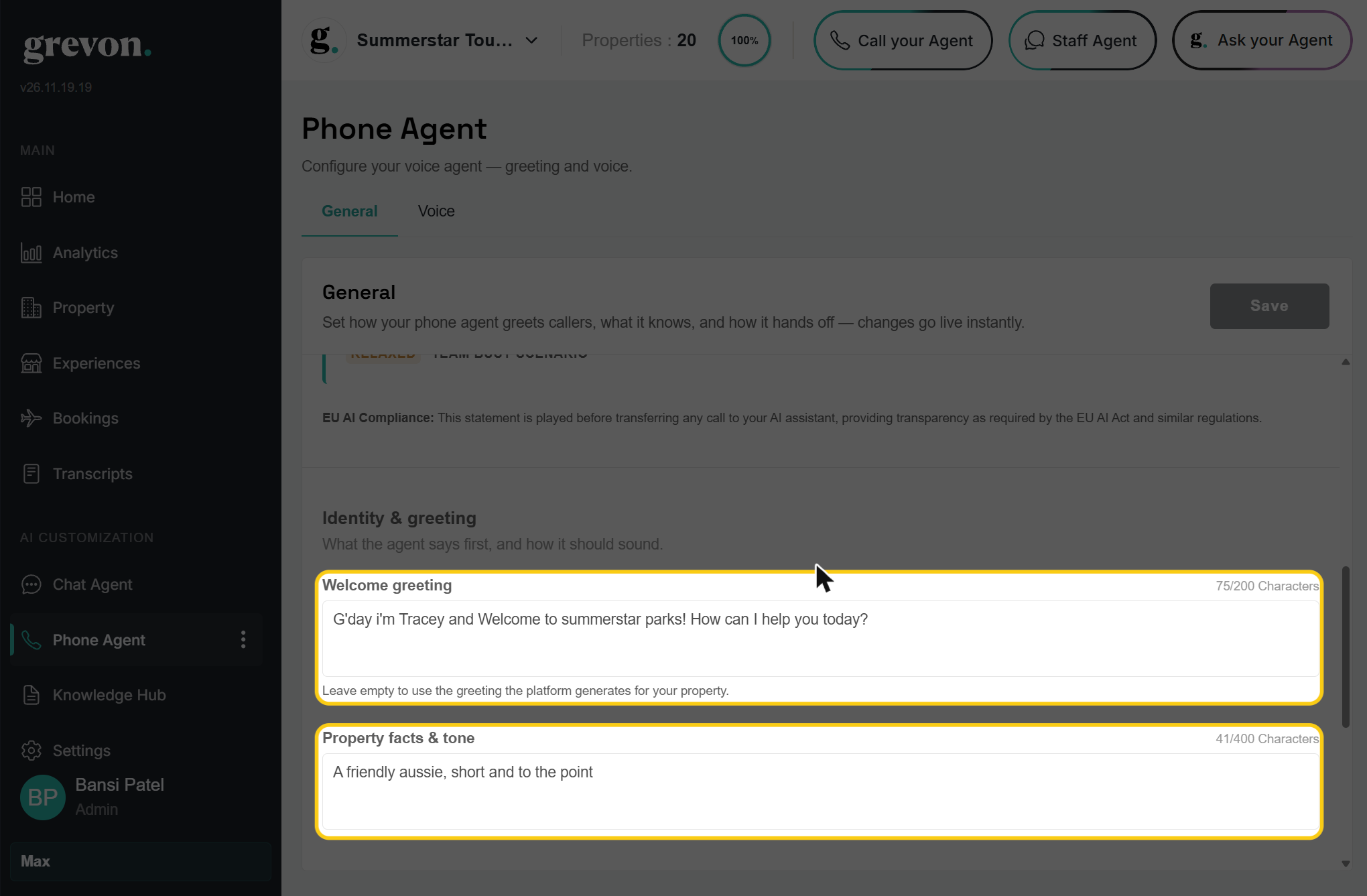 grevon.
v26.11.19.19
MAIN
Home
Analytics
Property
Experiences
Bookings
Transcripts
AI CUSTOMIZATION
Chat Agent
Phone Agent
Knowledge Hub
Settings
BP
Bansi Patel
Admin
Max
g.
Summerstar Tou...
Properties : 20
100%
Call your Agent
Staff Agent
g. Ask your Agent
Phone Agent
Configure your voice agent — greeting and voice.
General
Voice
General
Set how your phone agent greets callers, what it knows, and how it hands off — changes go live instantly.
Save
RELAXED TEAM BUSY SCENARIO
EU AI Compliance: This statement is played before transferring any call to your AI assistant, providing transparency as required by the EU AI Act and similar regulations.
Identity & greeting
What the agent says first, and how it should sound.
Welcome greeting
75/200 Characters
G'day i'm Tracey and Welcome to summerstar parks! How can I help you today?
Leave empty to use the greeting the platform generates for your property.
Property facts & tone
41/400 Characters
A friendly aussie, short and to the point